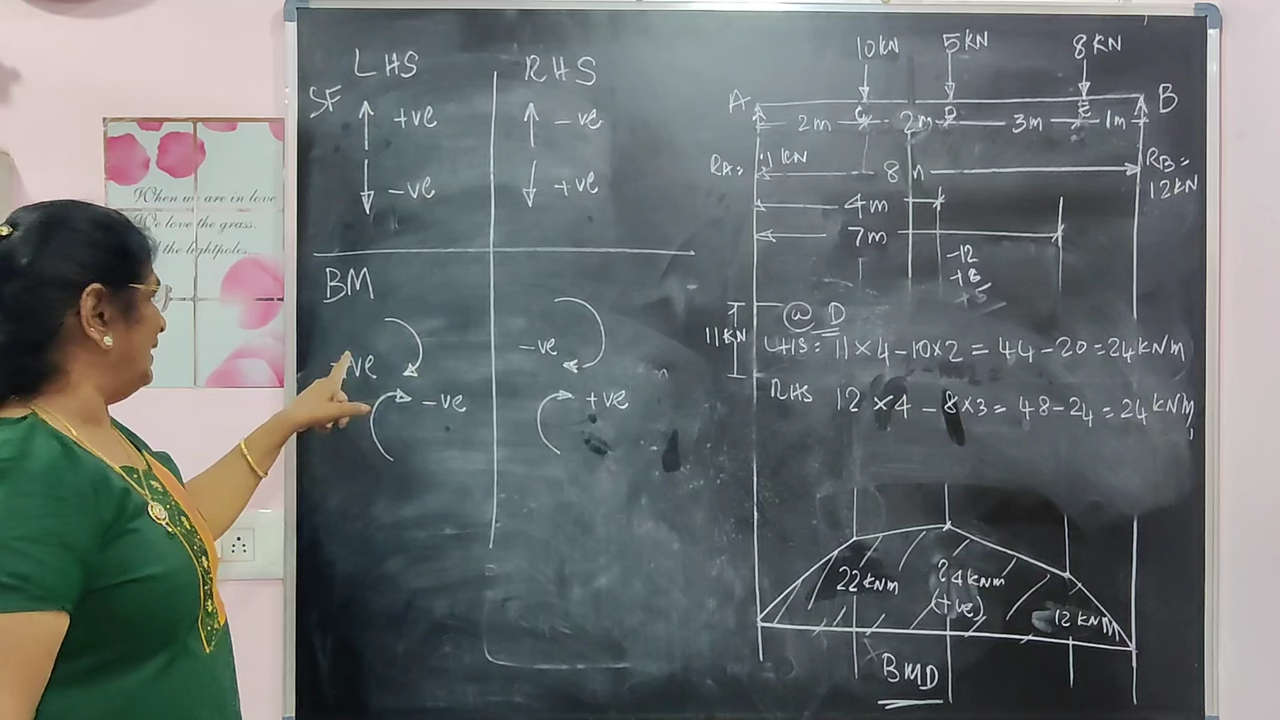 When we are in love
We love the grass.
the lightpoles.
LHS
RHS
SF
+ve
-ve
-ve
+ve
BM
ve
-ve
-ve
+ve
10KN
5KN
8KN
A
C
D
E
B
2m
2m
3m
1m
RA=
11KN
8m
RB=
12KN
4m
7m
-12
+8
+5
11KN
@ D
LHS: 11×4-10×2=44-20=24KNm
RHS 12×4-8×3=48-24=24KNm
22KNm
24KNm
(+ve)
12KNM
BMD